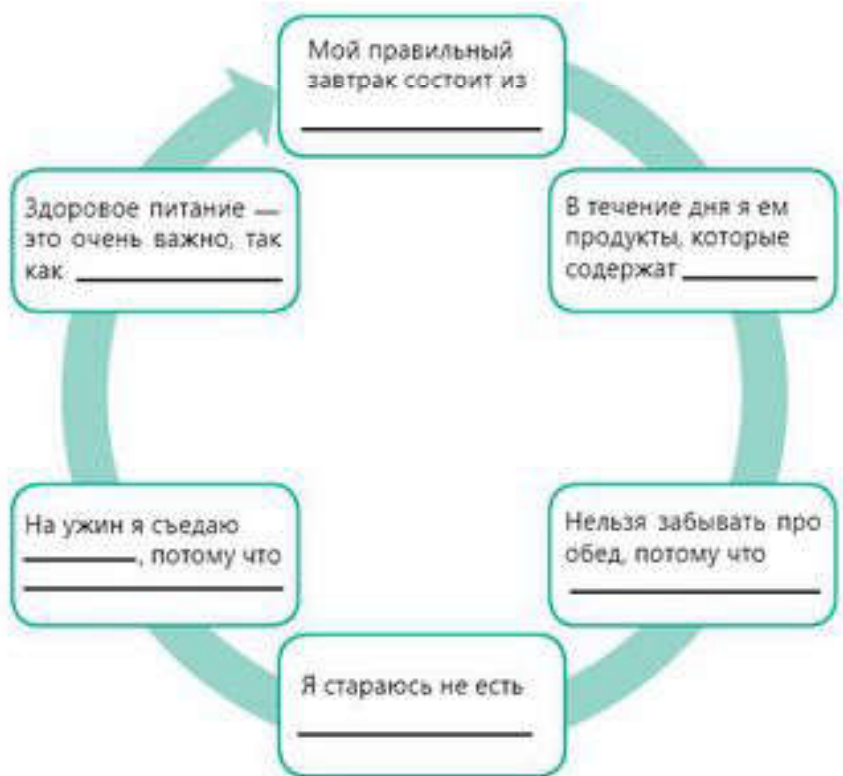 Мой правильный
завтрак состоит из
В течение дня я ем
продукты, которые
содержат
Нельзя забывать про
обед, потому что
Я стараюсь не есть
На ужин я съедаю
, потому что
Здоровое питание —
это очень важно, так
как